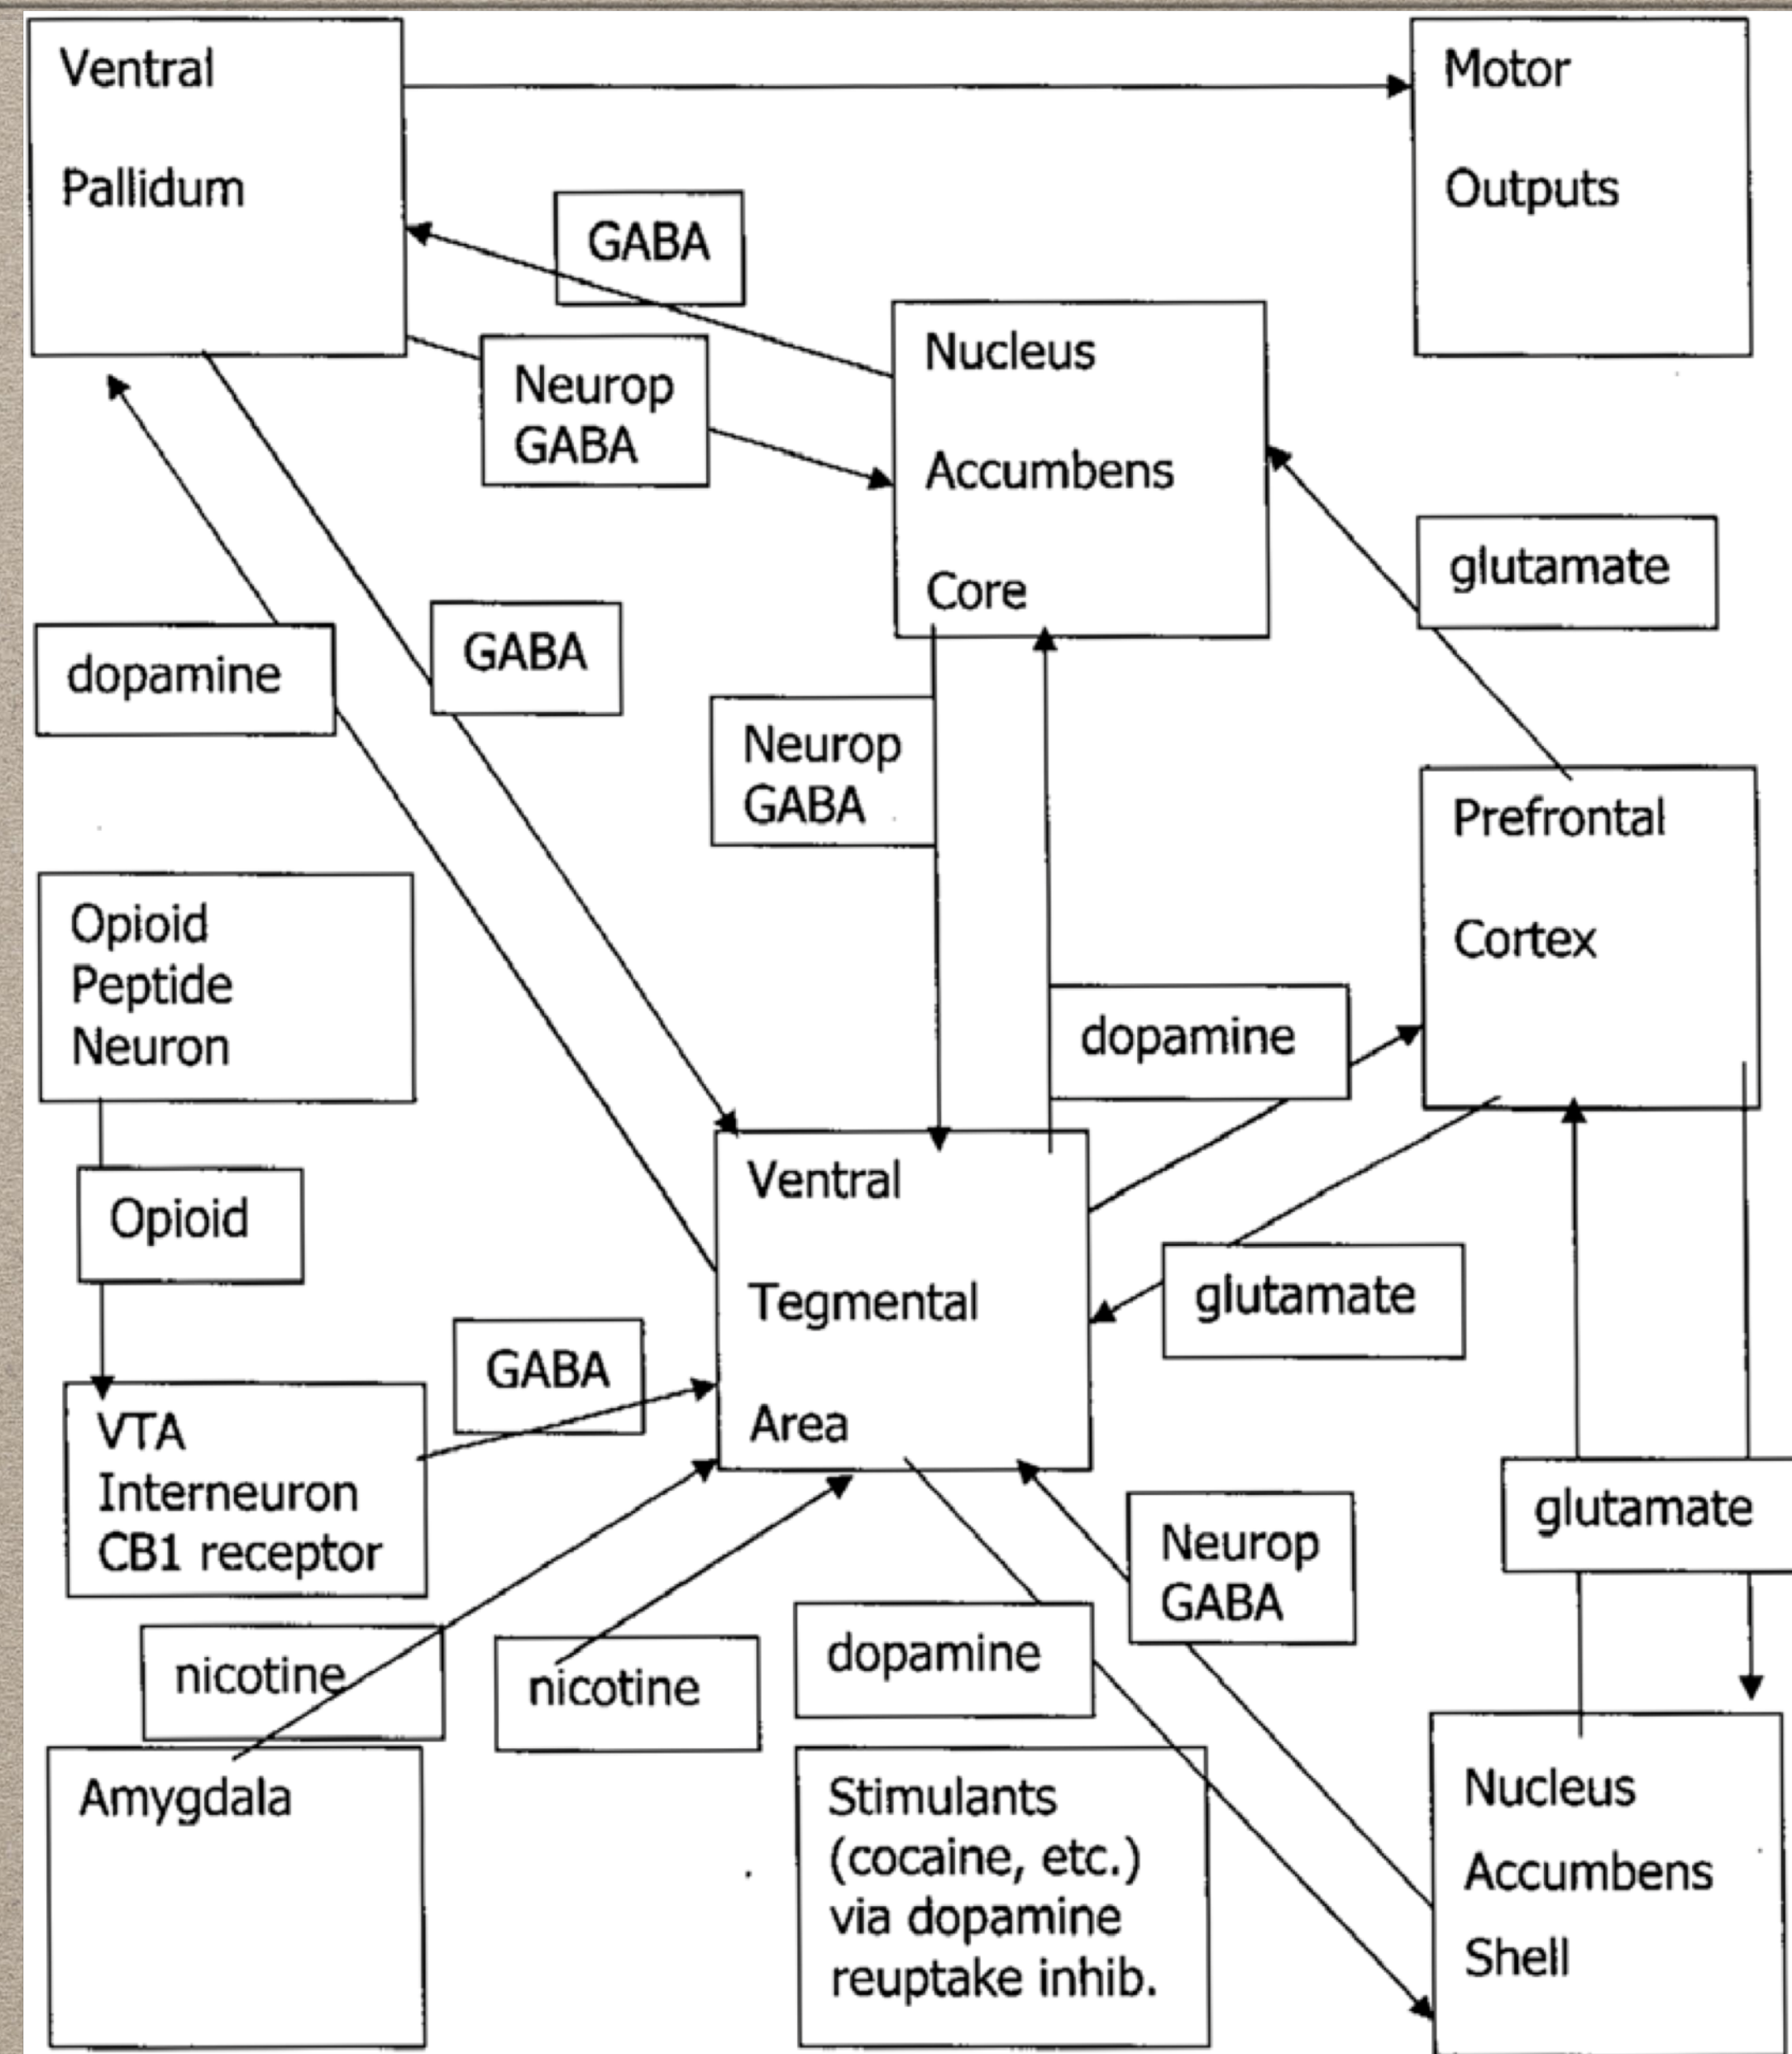 Ventral
Pallidum
Motor
Outputs
GABA
Nucleus
Accumbens
Core
Neurop
GABA
glutamate
dopamine
GABA
Neurop
GABA
Prefrontal
Cortex
Opioid
Peptide
Neuron
dopamine
Ventral
Tegmental
Area
Opioid
glutamate
GABA
VTA
Interneuron
CB1 receptor
glutamate
Neurop
GABA
nicotine
nicotine
dopamine
Amygdala
Stimulants
(cocaine, etc.)
via dopamine
reuptake inhib.
Nucleus
Accumbens
Shell